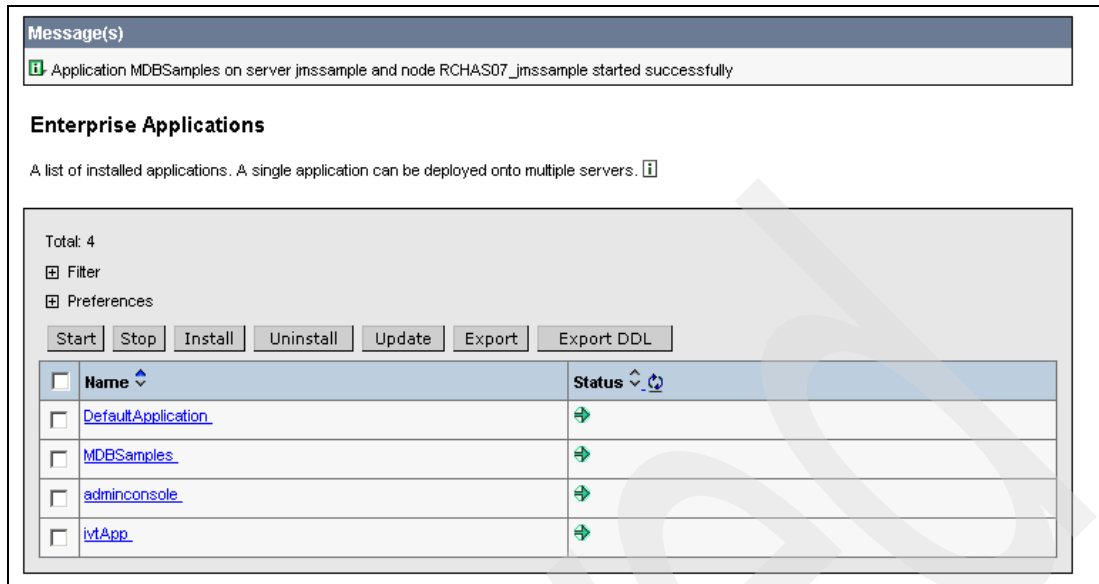 Message(s)
Application MDBSamples on server jmssample and node RCHAS07_jmssample started successfully
Enterprise Applications
A list of installed applications. A single application can be deployed onto multiple servers.
Total: 4
Filter
Preferences
Start Stop Install Uninstall Update Export Export DDL
Name Status
DefaultApplication
MDBSamples
adminconsole
ivtApp